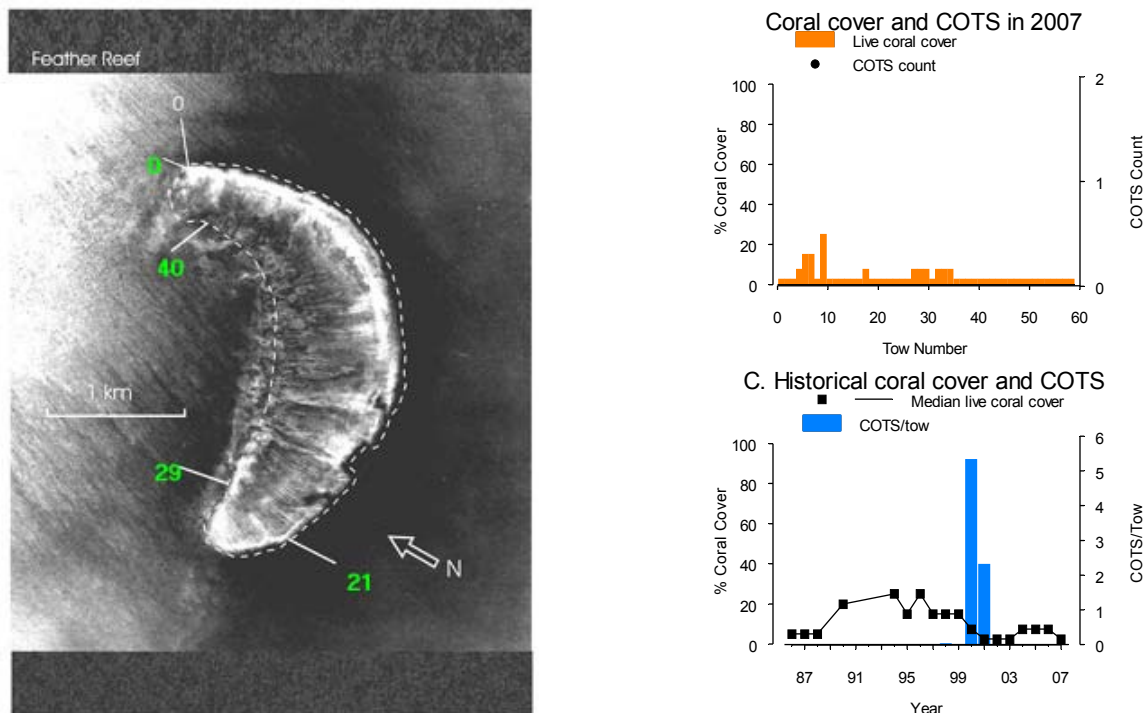 Feather Reef
0
0
40
1 km
29
21
N
Coral cover and COTS in 2007
Live coral cover
COTS count
% Coral Cover
100
80
60
40
20
0
2
1
0
COTS Count
0 10 20 30 40 50 60
Tow Number
C. Historical coral cover and COTS
Median live coral cover
COTS/tow
% Coral Cover
100
80
60
40
20
0
6
5
4
3
2
1
0
COTS/Tow
87 91 95 99 03 07
Year